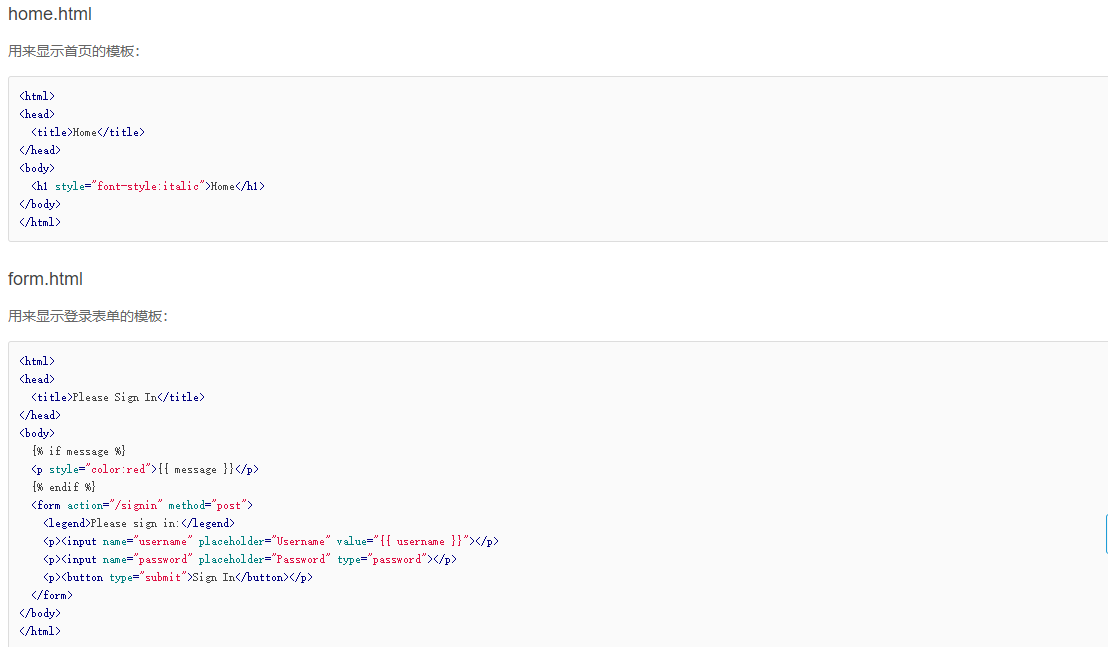 home.html
用来显示首页的模板：
<html>
<head>
  <title>Home</title>
</head>
<body>
  <h1 style="font-style:italic">Home</h1>
</body>
</html>
form.html
用来显示登录表单的模板：
<html>
<head>
  <title>Please Sign In</title>
</head>
<body>
  {% if message %}
  <p style="color:red">{{ message }}</p>
  {% endif %}
  <form action="/signin" method="post">
    <legend>Please sign in:</legend>
    <p><input name="username" placeholder="Username" value="{{ username }}"></p>
    <p><input name="password" placeholder="Password" type="password"></p>
    <p><button type="submit">Sign In</button></p>
  </form>
</body>
</html>